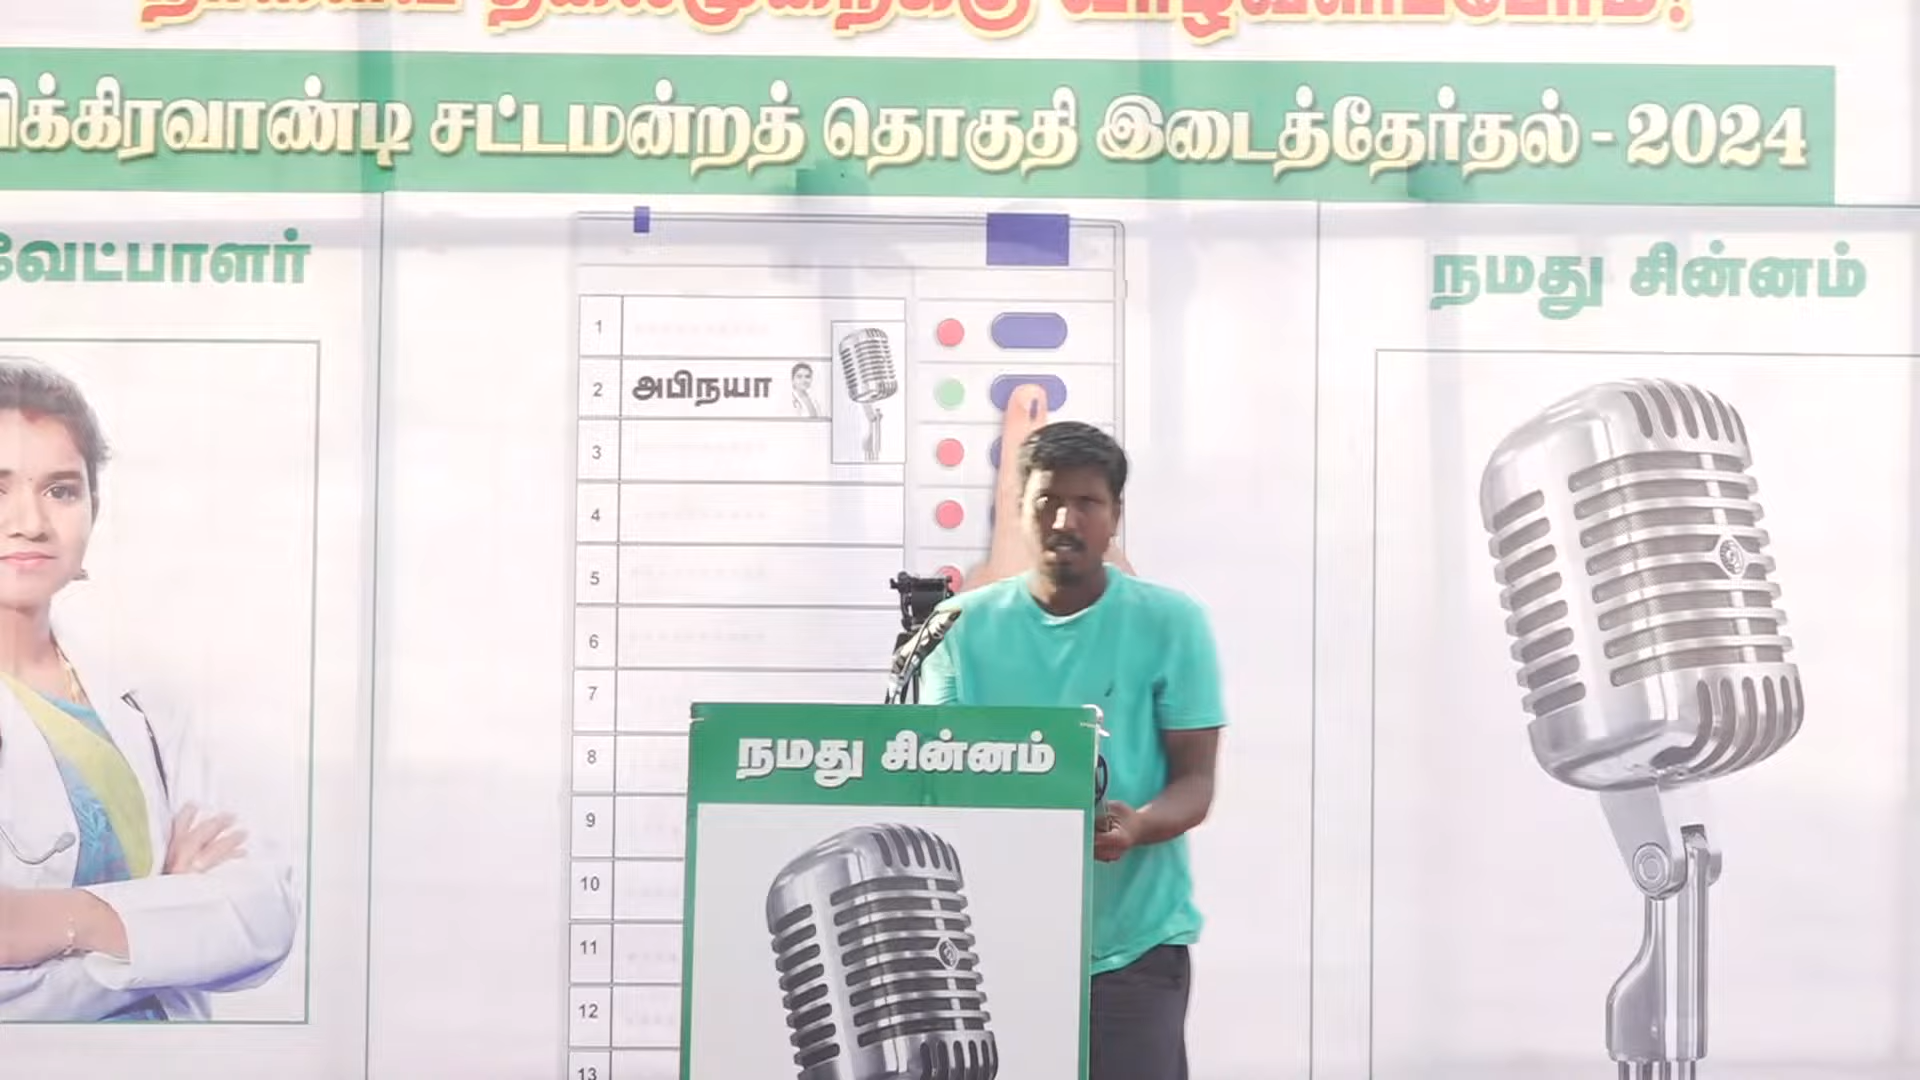 விக்கிரவாண்டி சட்டமன்றத் தொகுதி இடைத்தேர்தல் - 2024
வேட்பாளர்
நமது சின்னம்
1
2 அபிநயா
3
4
5
6
7
8
9
10
11
12
13
நமது சின்னம்